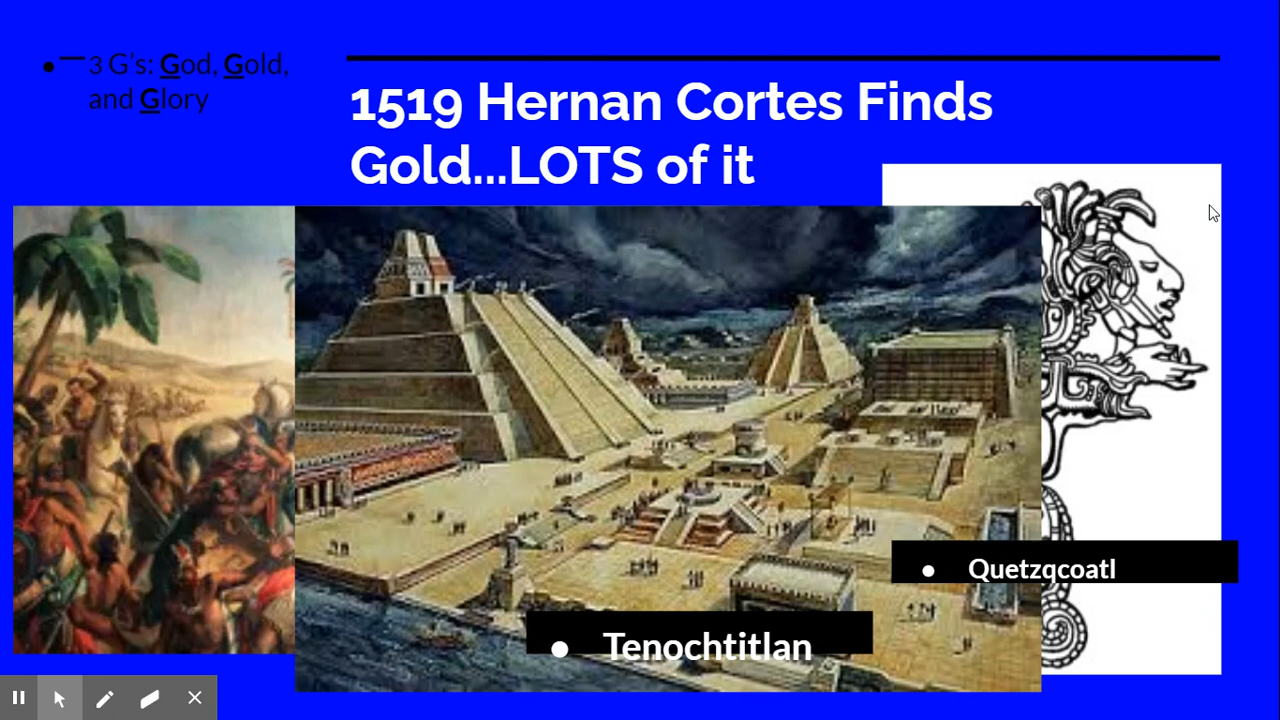 ● 3 G's: God, Gold,
and Glory
1519 Hernan Cortes Finds
Gold...LOTS of it
● Quetzqcoatl
● Tenochtitlan